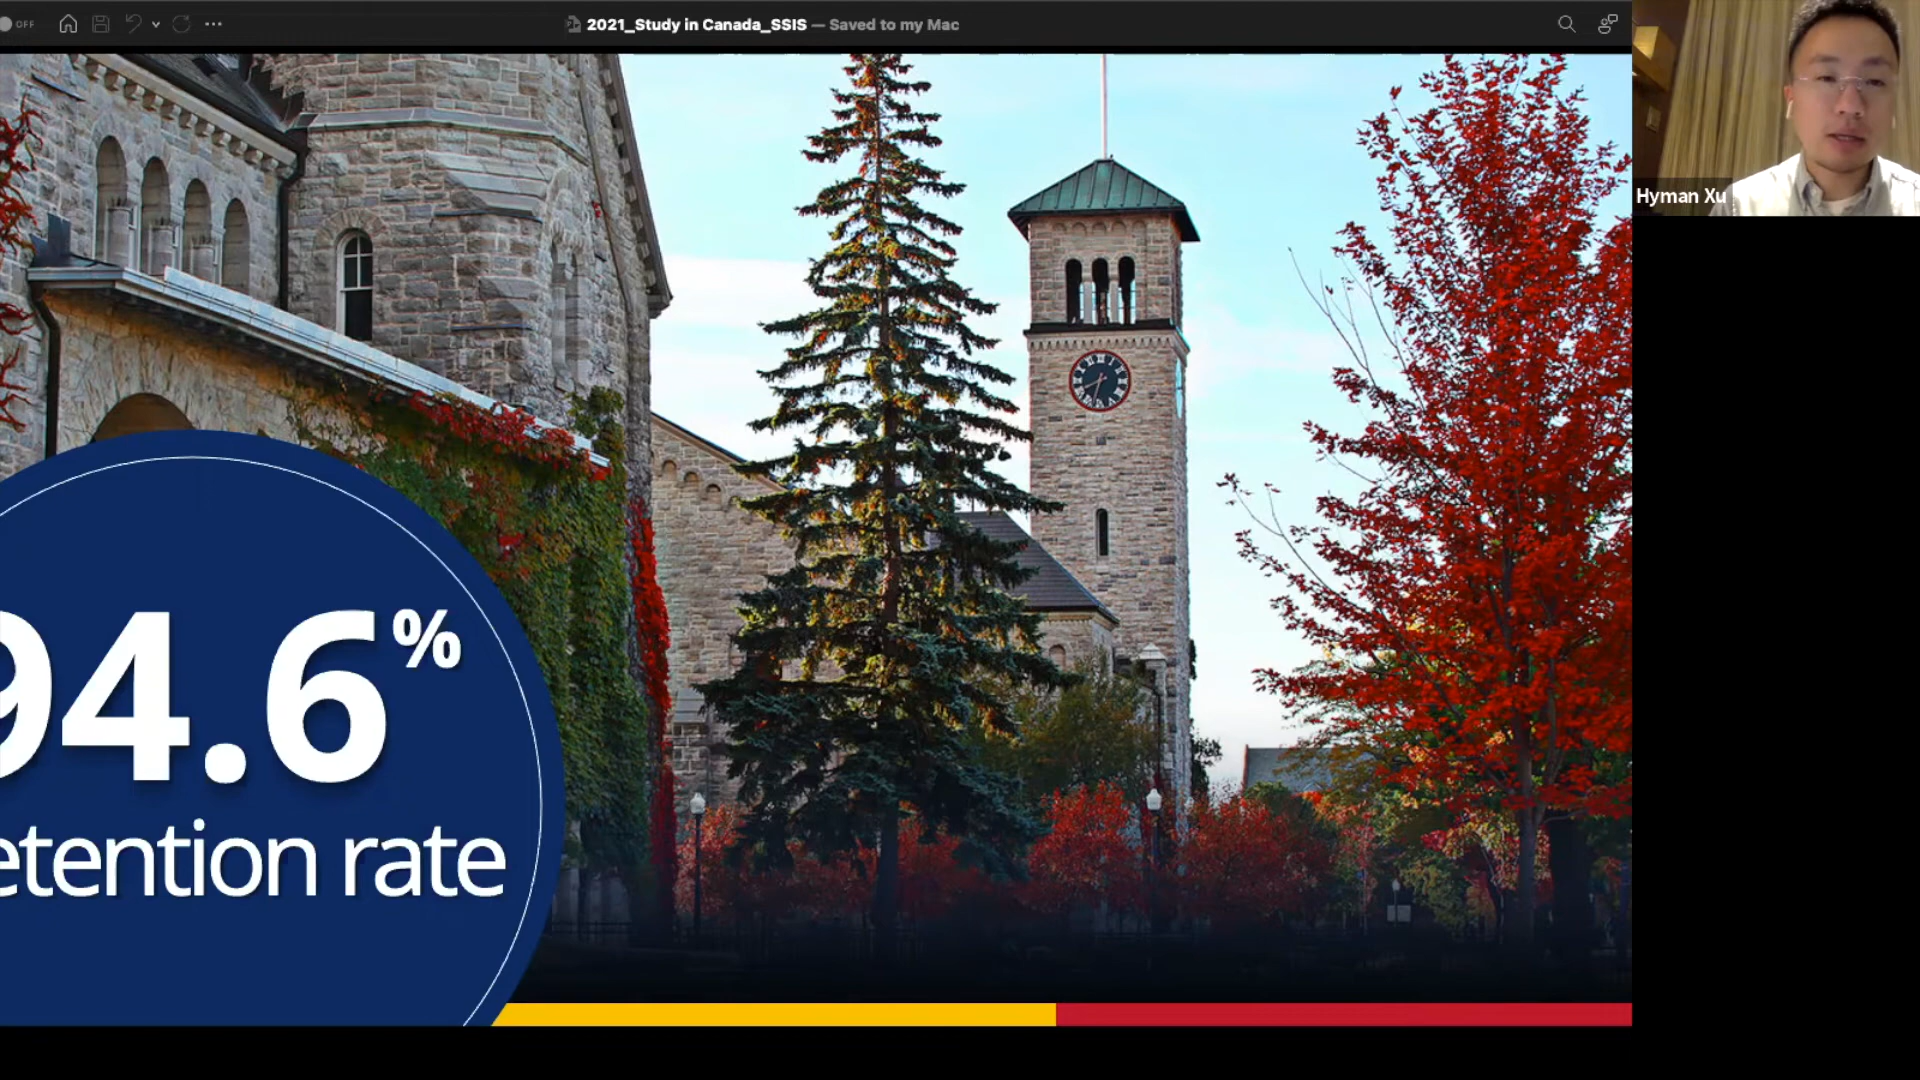 OFF
2021_Study in Canada_SSIS — Saved to my Mac
Hyman Xu
94.6%
etention rate